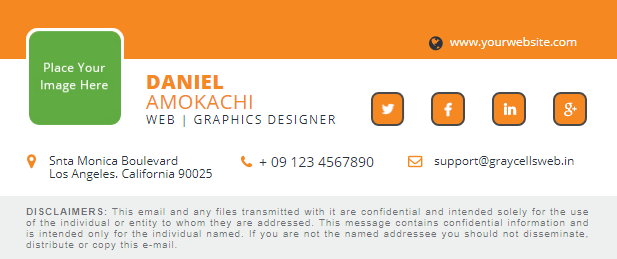 www.yourwebsite.com
Place Your
Image Here
DANIEL
AMOKACHI
WEB | GRAPHICS DESIGNER
f
in
g+
Snta Monica Boulevard
Los Angeles. California 90025
+ 09 123 4567890
support@graycellsweb.in
DISCLAIMERS: This email and any files transmitted with it are confidential and intended solely for the use
of the individual or entity to whom they are addressed. This message contains confidential information and
is intended only for the individual named. If you are not the named addressee you should not disseminate,
distribute or copy this e-mail.